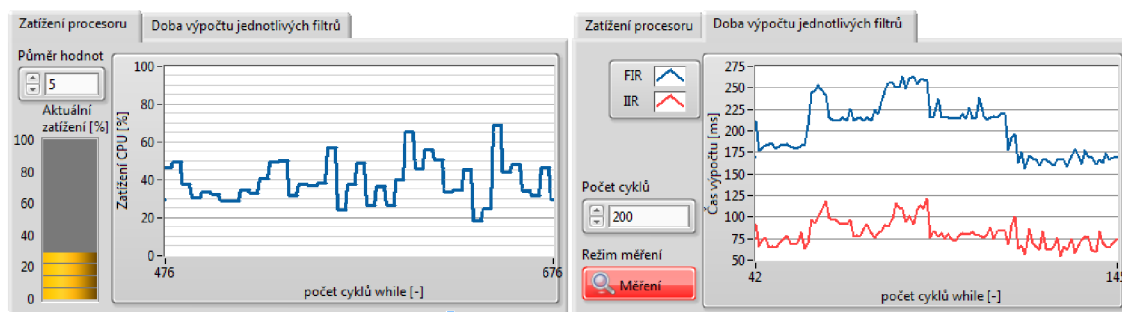 Zatížení procesoru
Doba výpočtu jednotlivých filtrů
Půměr hodnot
5
Aktuální
zatížení [%]
100
80
60
40
20
0
Zatížení CPU [%]
100
80
60
40
20
0
476
676
počet cyklů while [-]
Zatížení procesoru
Doba výpočtu jednotlivých filtrů
FIR
IIR
Počet cyklů
200
Režim měření
Měření
Čas výpočtu [ms]
275
250
225
200
175
150
125
100
75
50
42
145
počet cyklů while [-]